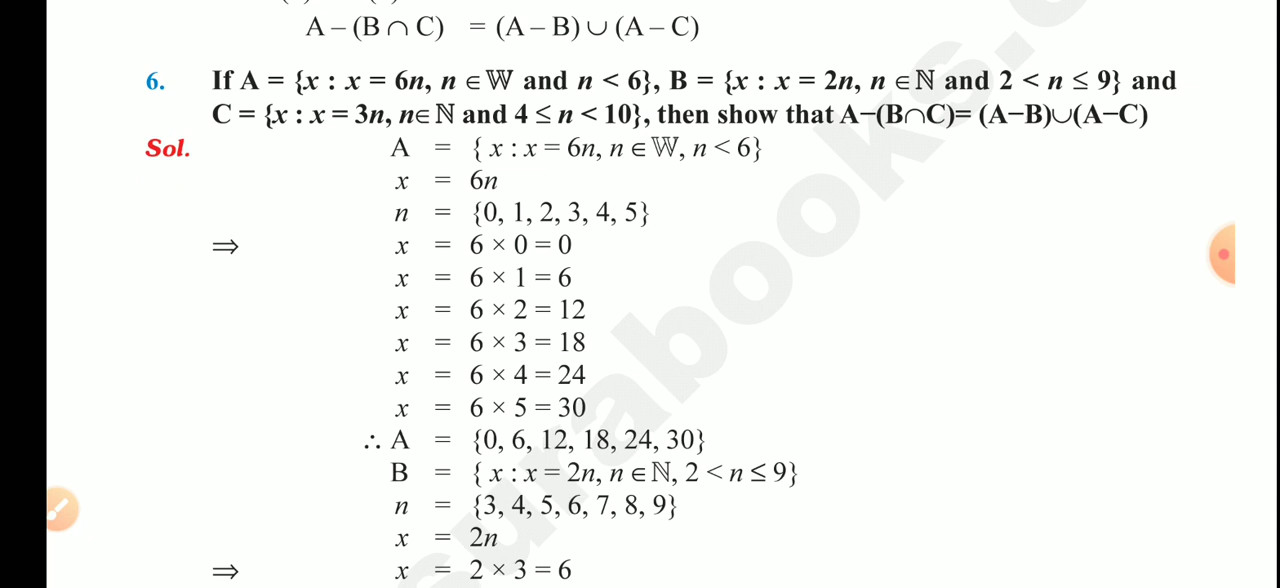 A – (B ∩ C) = (A – B) ∪ (A – C)
6. If A = {x : x = 6n, n ∈ 𝕎 and n < 6}, B = {x : x = 2n, n ∈ ℕ and 2 < n ≤ 9} and
C = {x : x = 3n, n∈ ℕ and 4 ≤ n < 10}, then show that A–(B∩C)= (A–B)∪(A–C)
Sol. A = { x : x = 6n, n ∈ 𝕎, n < 6}
x = 6n
n = {0, 1, 2, 3, 4, 5}
⇒ x = 6 × 0 = 0
x = 6 × 1 = 6
x = 6 × 2 = 12
x = 6 × 3 = 18
x = 6 × 4 = 24
x = 6 × 5 = 30
∴ A = {0, 6, 12, 18, 24, 30}
B = { x : x = 2n, n ∈ ℕ, 2 < n ≤ 9}
n = {3, 4, 5, 6, 7, 8, 9}
x = 2n
⇒ x = 2 × 3 = 6
surabooks.c